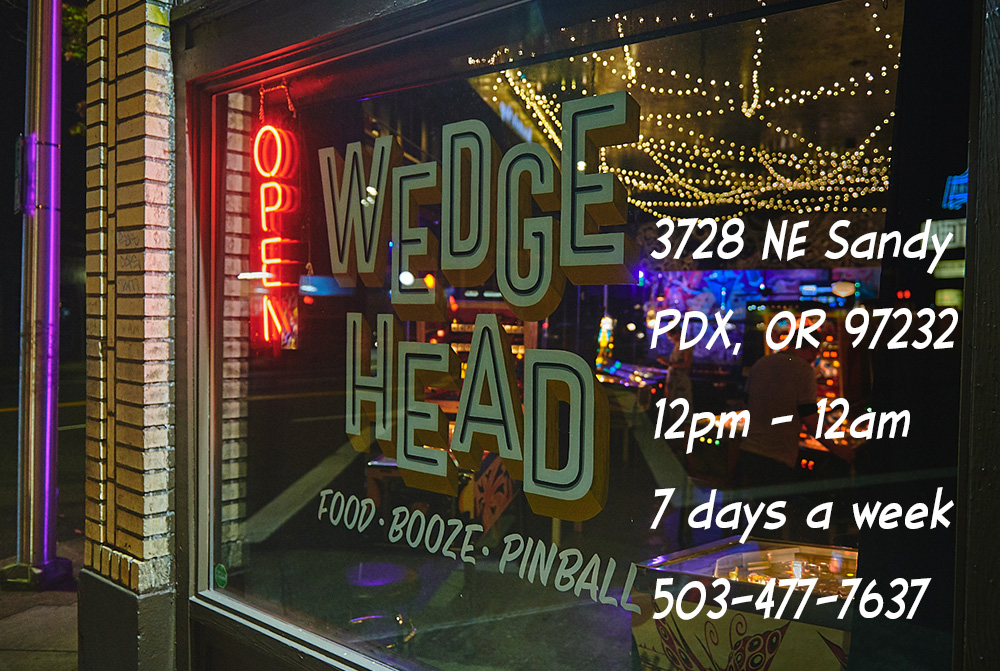 OPEN
WEDGE
HEAD
FOOD · BOOZE · PINBALL
3728 NE Sandy
PDX, OR 97232
12pm - 12am
7 days a week
503-477-7637